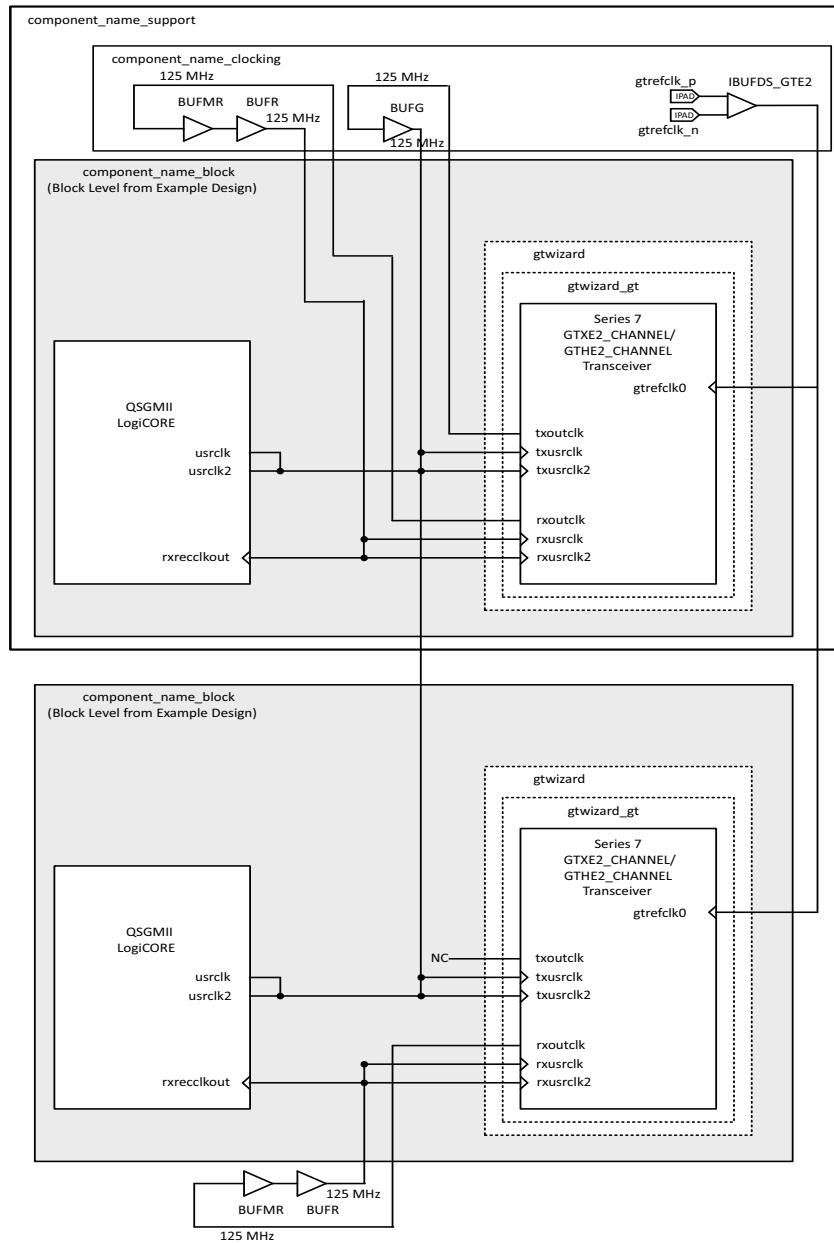 component_name_support
component_name_clocking
125 MHz
125 MHz
gtrefclk_p
IBUFDS_GTE2
BUFMR
BUFR
BUFG
IPAD
125 MHz
IPAD
125 MHz
gtrefclk_n
component_name_block
(Block Level from Example Design)
gtwizard
gtwizard_gt
Series 7
GTXE2_CHANNEL/
GTHE2_CHANNEL
Transceiver
gtrefclk0
QSGMII
LogiCORE
txoutclk
usrclk
txusrclk
usrclk2
txusrclk2
rxoutclk
rxusrclk
rxrecclkout
rxusrclk2
component_name_block
(Block Level from Example Design)
gtwizard
gtwizard_gt
Series 7
GTXE2_CHANNEL/
GTHE2_CHANNEL
Transceiver
gtrefclk0
QSGMII
LogiCORE
NC
txoutclk
usrclk
txusrclk
usrclk2
txusrclk2
rxoutclk
rxusrclk
rxrecclkout
rxusrclk2
125 MHz
BUFMR
BUFR
125 MHz